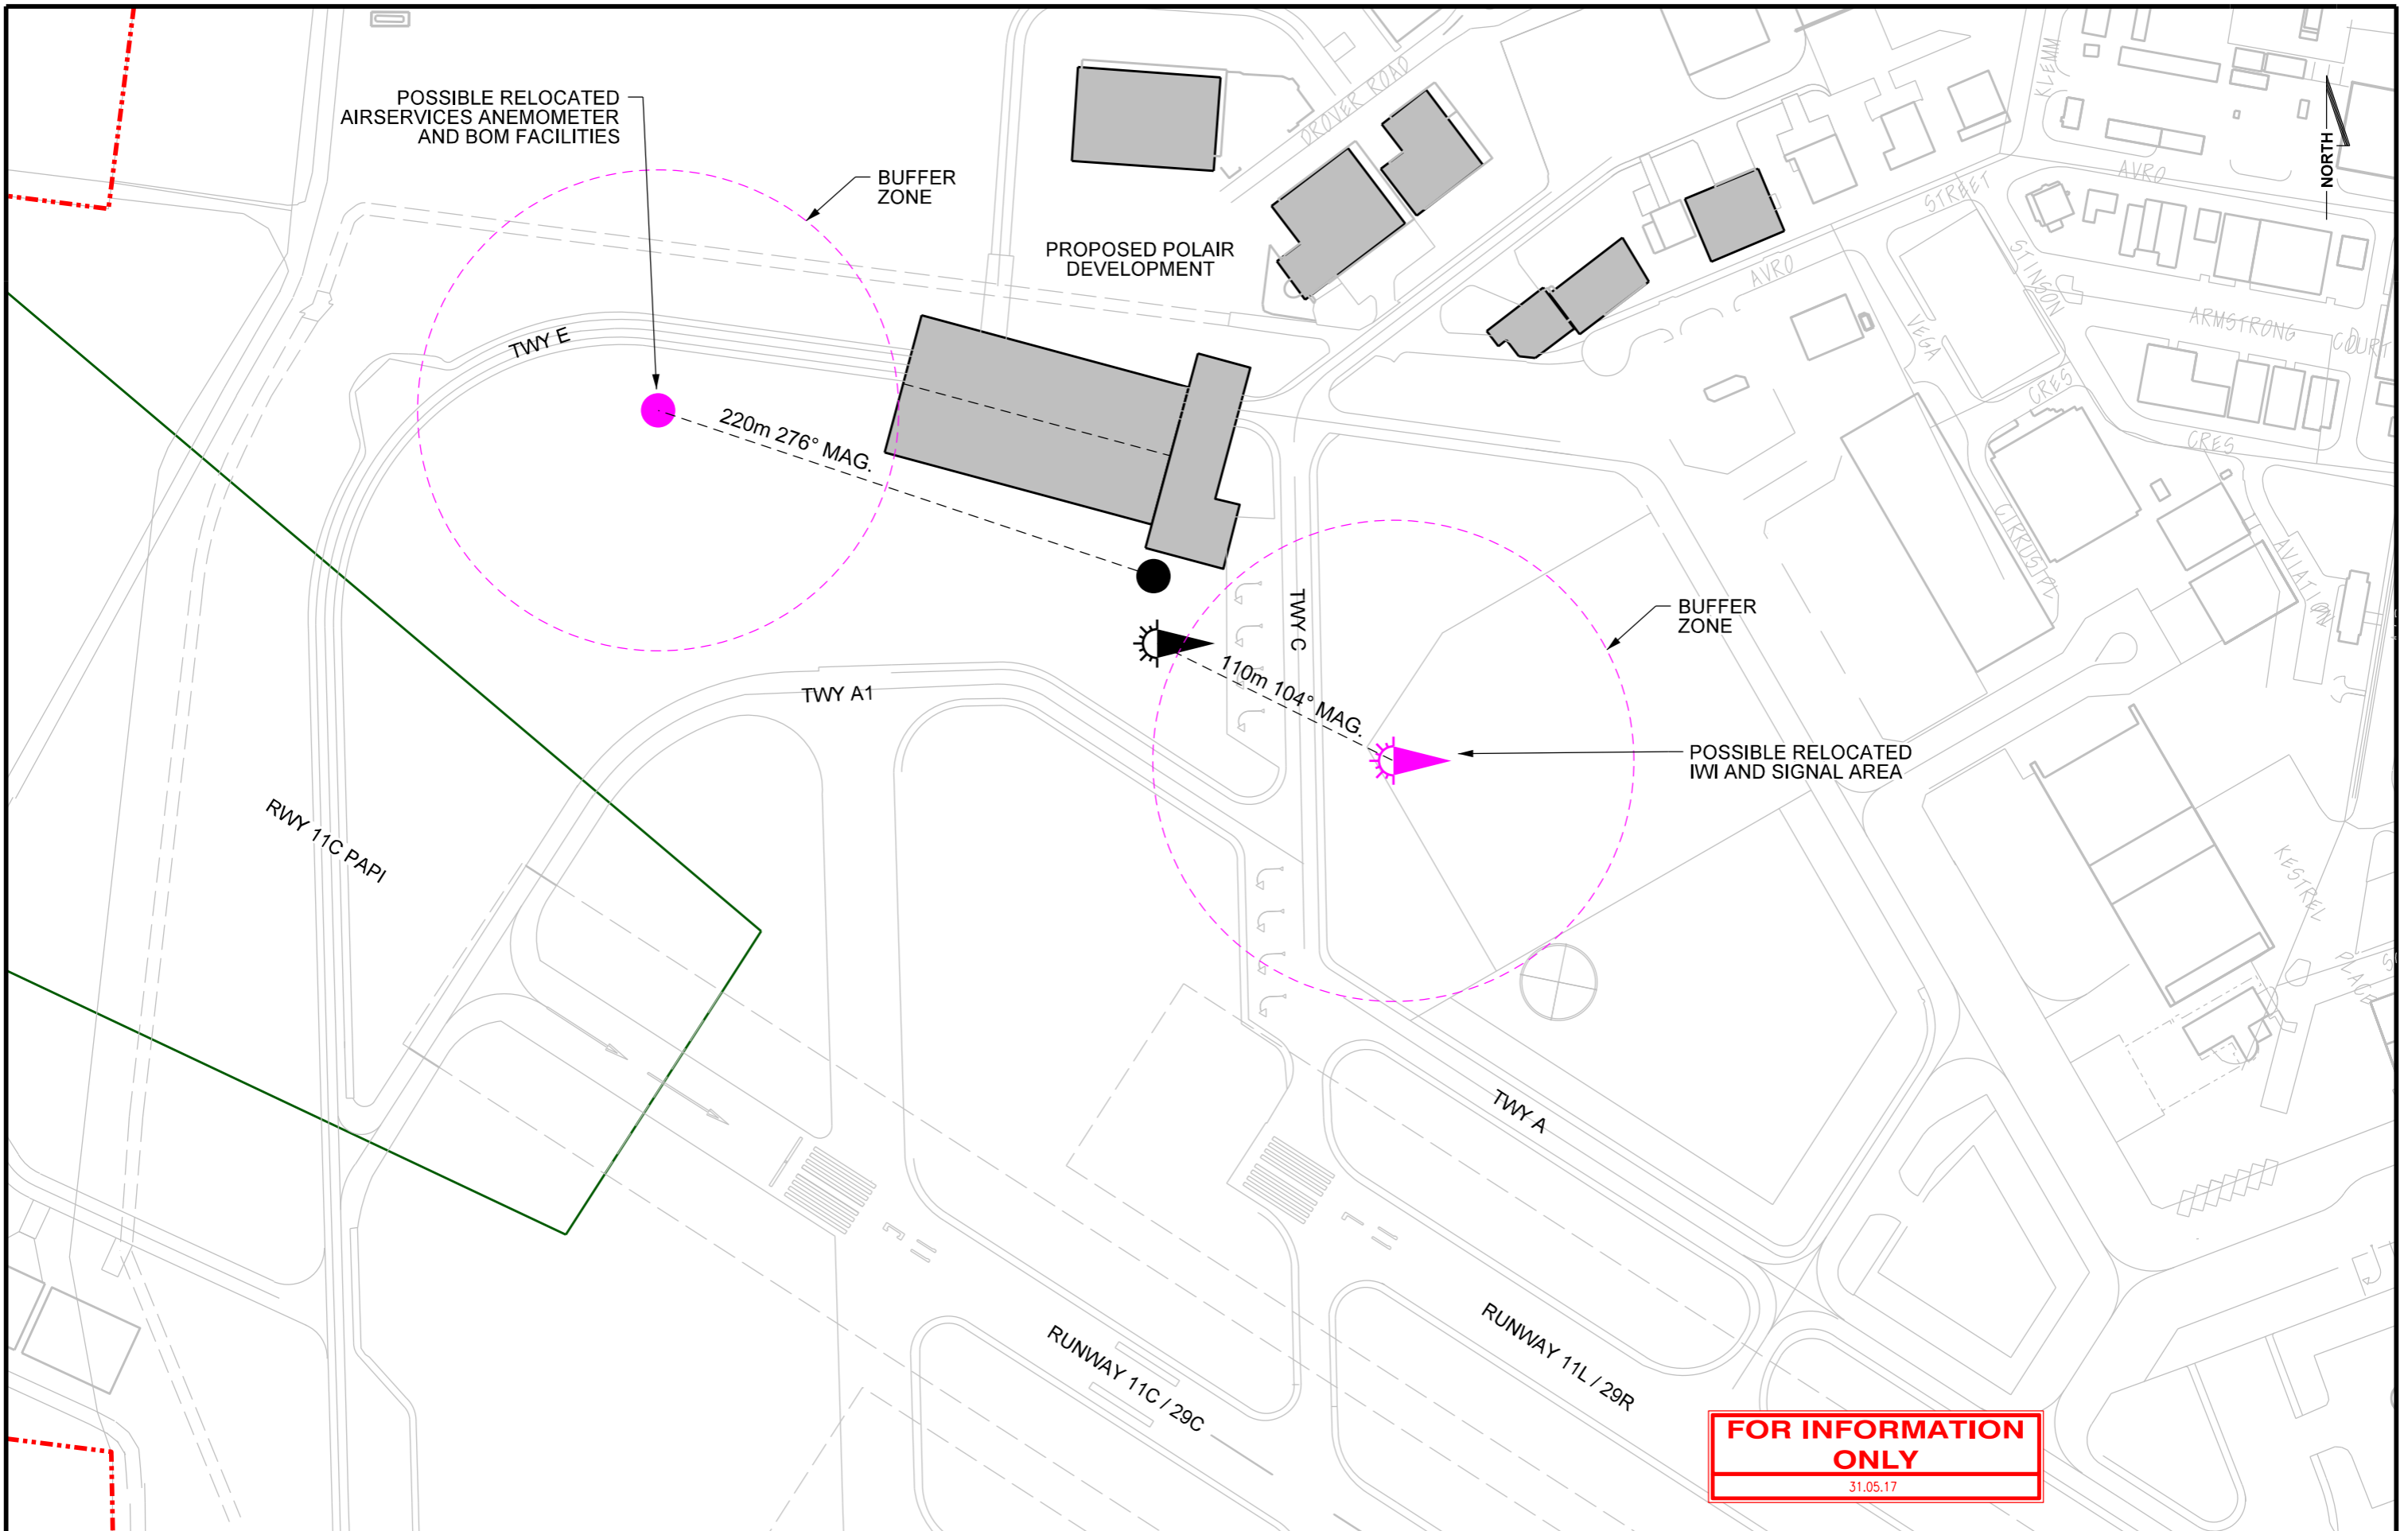 POSSIBLE RELOCATED
AIRSERVICES ANEMOMETER
AND BOM FACILITIES
BUFFER
ZONE
DROVER ROAD
KLEMM
NORTH
AVRO
STREET
AVRO
STINSON
VEGA
ARMSTRONG COURT
CRES
CRES
PROPOSED POLAIR
DEVELOPMENT
TWY E
220m 276° MAG.
CIRRUS PL
AVIATION
TWY C
BUFFER
ZONE
110m 104° MAG.
TWY A1
POSSIBLE RELOCATED
IWI AND SIGNAL AREA
RWY 11C PAPI
KESTREL
PLACE
TWY A
RUNWAY 11C / 29C
RUNWAY 11L / 29R
FOR INFORMATION
ONLY
31.05.17